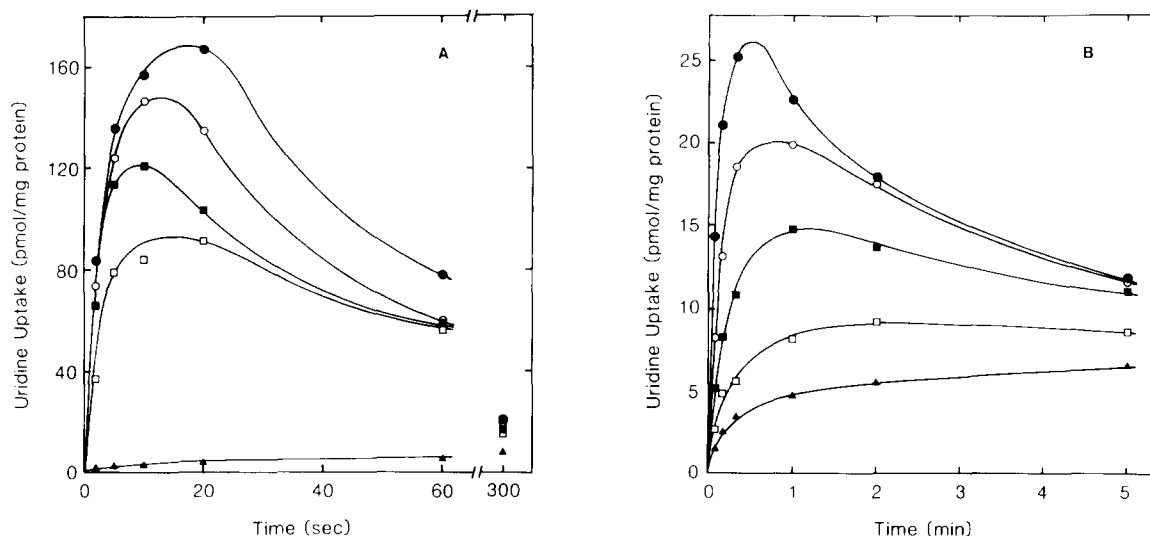 A
Uridine Uptake (pmol/mg protein)
160
120
80
40
0
0 20 40 60 300
Time (sec)
B
Uridine Uptake (pmol/mg protein)
25
20
15
10
5
0
0 1 2 3 4 5
Time (min)